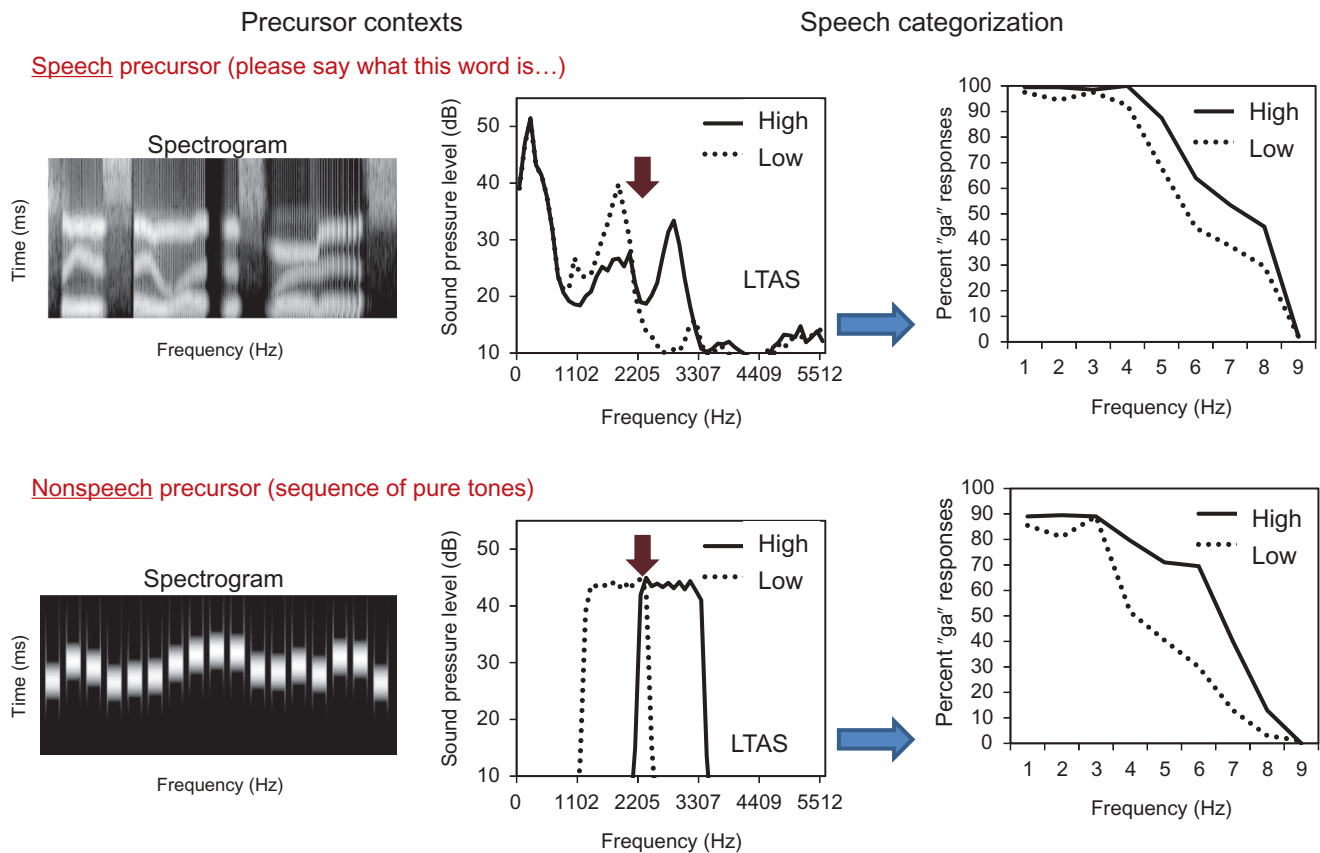 Precursor contexts
Speech categorization
Speech precursor (please say what this word is…)
Spectrogram
Time (ms)
Frequency (Hz)
Sound pressure level (dB)
50
40
30
20
10
High
Low
LTAS
0 1102 2205 3307 4409 5512
Frequency (Hz)
Percent "ga" responses
100
90
80
70
60
50
40
30
20
10
0
High
Low
1 2 3 4 5 6 7 8 9
Frequency (Hz)
Nonspeech precursor (sequence of pure tones)
Spectrogram
Time (ms)
Frequency (Hz)
Sound pressure level (dB)
50
40
30
20
10
High
Low
LTAS
0 1102 2205 3307 4409 5512
Frequency (Hz)
Percent "ga" responses
100
90
80
70
60
50
40
30
20
10
0
High
Low
1 2 3 4 5 6 7 8 9
Frequency (Hz)